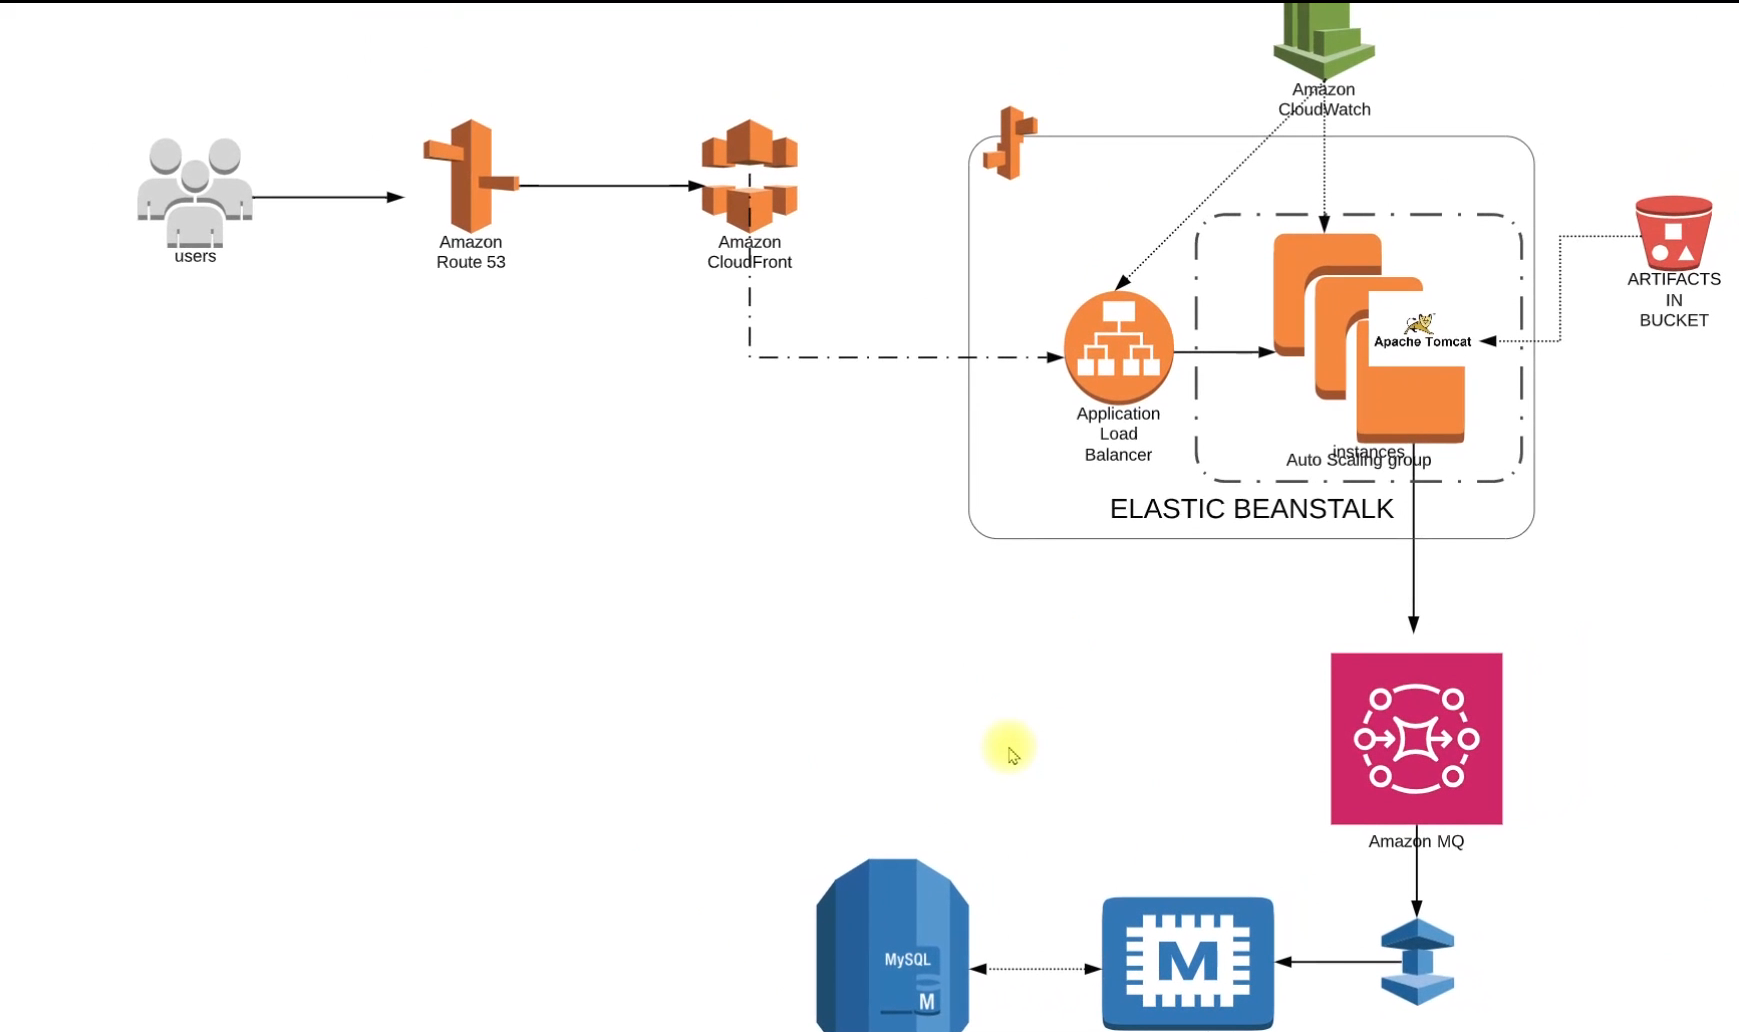 Amazon
CloudWatch
users
Amazon
Route 53
Amazon
CloudFront
ARTIFACTS
IN
BUCKET
Apache Tomcat
Application
Load
Balancer
instances
Auto Scaling group
ELASTIC BEANSTALK
Amazon MQ
MySQL
M
M